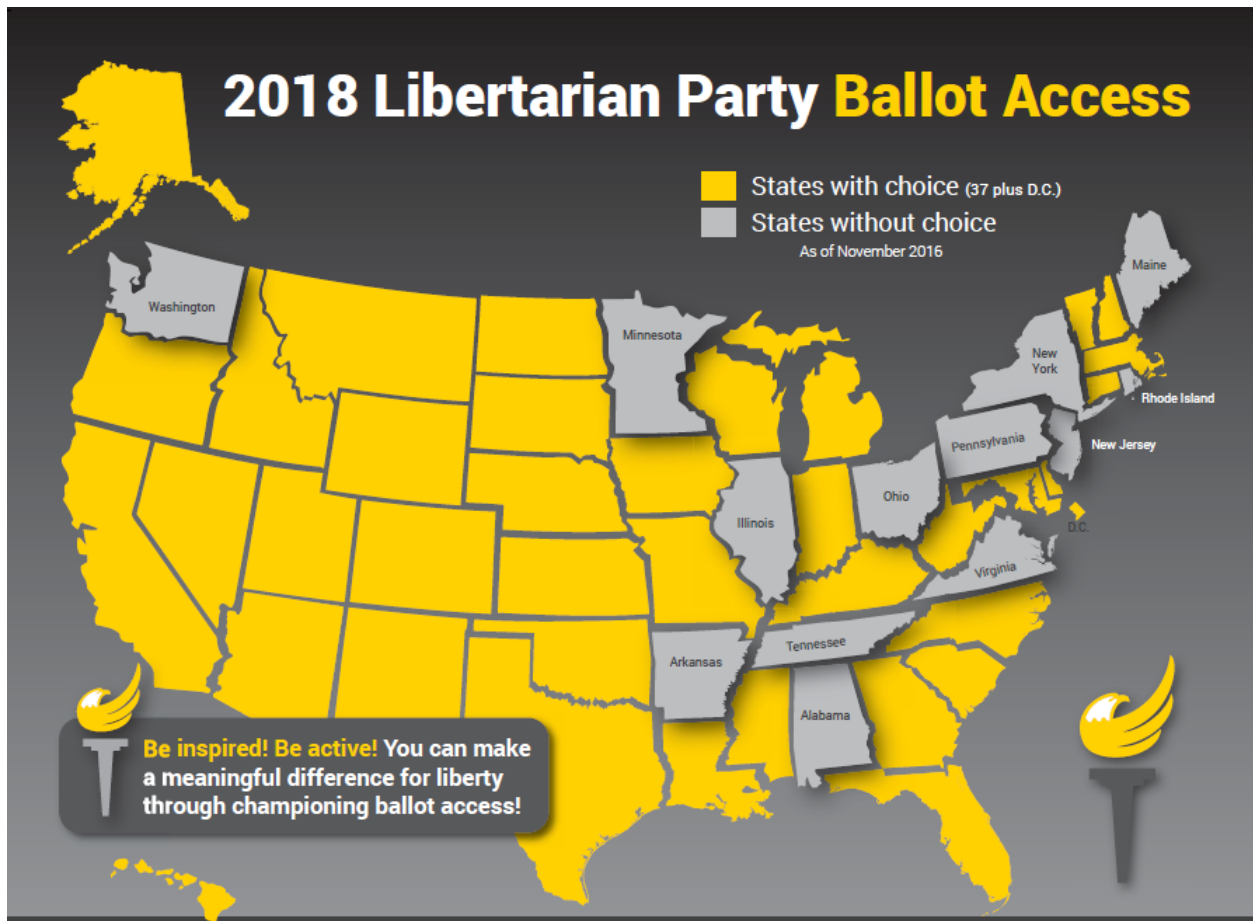 2018 Libertarian Party Ballot Access
States with choice (37 plus D.C.)
States without choice
As of November 2016
Washington
Minnesota
Maine
New
York
Rhode Island
Pennsylvania
New Jersey
Ohio
Illinois
D.C.
Virginia
Tennessee
Arkansas
Alabama
Be inspired! Be active! You can make
a meaningful difference for liberty
through championing ballot access!